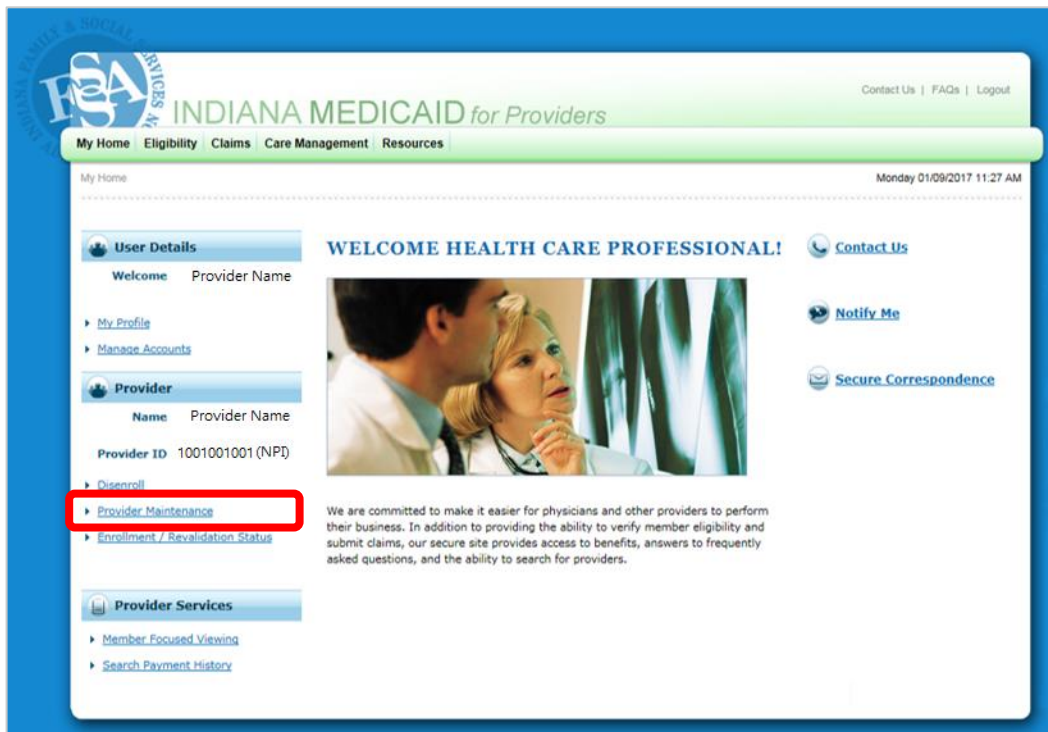 INDIANA FAMILY & SOCIAL SERVICES
FSSA
INDIANA MEDICAID for Providers
Contact Us | FAQs | Logout
My Home Eligibility Claims Care Management Resources
My Home
Monday 01/09/2017 11:27 AM
User Details
Welcome Provider Name
My Profile
Manage Accounts
Provider
Name Provider Name
Provider ID 1001001001 (NPI)
Disenroll
Provider Maintenance
Enrollment / Revalidation Status
Provider Services
Member Focused Viewing
Search Payment History
WELCOME HEALTH CARE PROFESSIONAL!
We are committed to make it easier for physicians and other providers to perform
their business. In addition to providing the ability to verify member eligibility and
submit claims, our secure site provides access to benefits, answers to frequently
asked questions, and the ability to search for providers.
Contact Us
Notify Me
Secure Correspondence